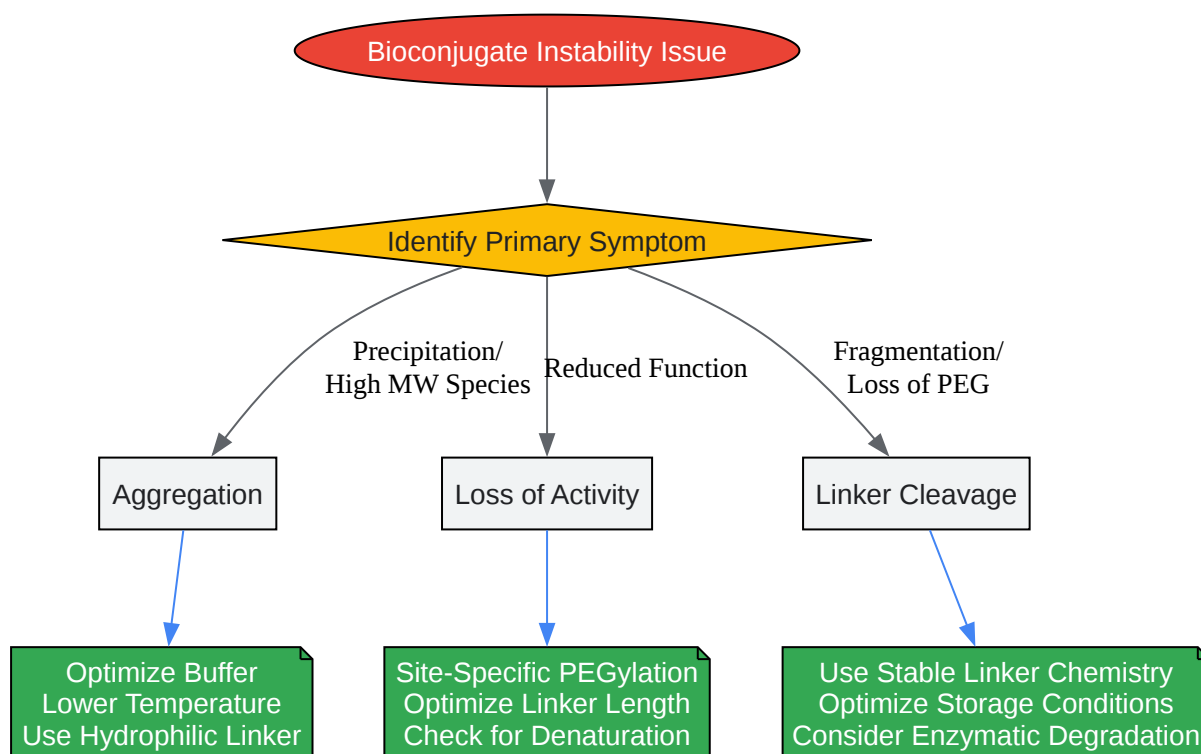 Bioconjugate Instability Issue
Identify Primary Symptom
Precipitation/
High MW Species
Reduced Function
Fragmentation/
Loss of PEG
Aggregation
Loss of Activity
Linker Cleavage
Optimize Buffer
Lower Temperature
Use Hydrophilic Linker
Site-Specific PEGylation
Optimize Linker Length
Check for Denaturation
Use Stable Linker Chemistry
Optimize Storage Conditions
Consider Enzymatic Degradation